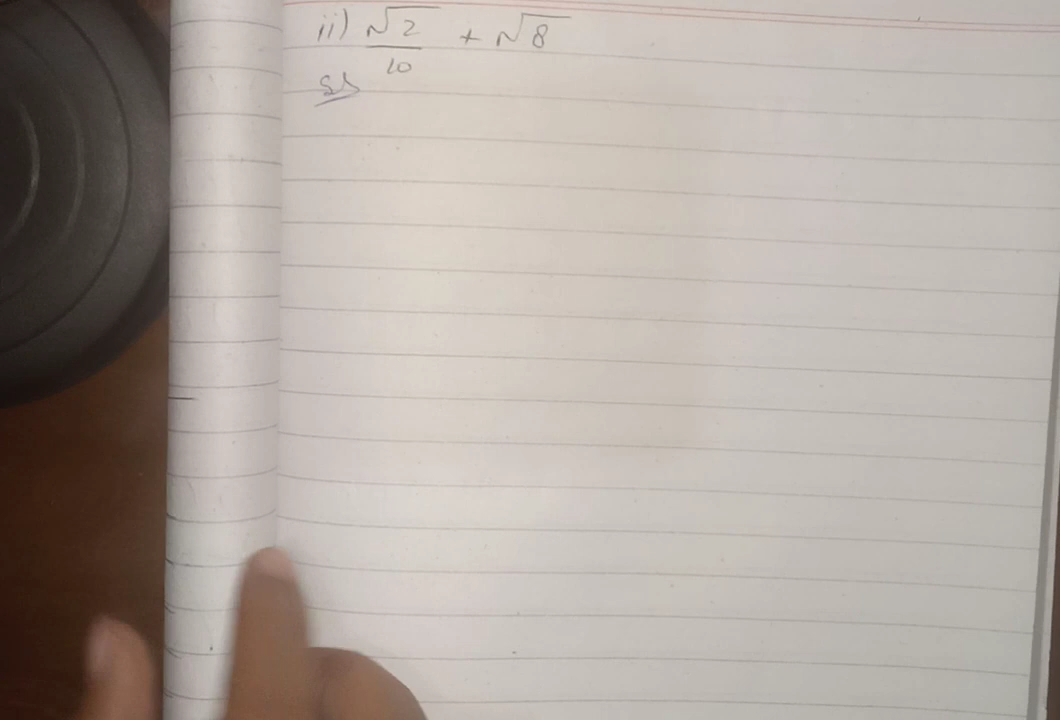 ii) √2/10 + √8
Sol